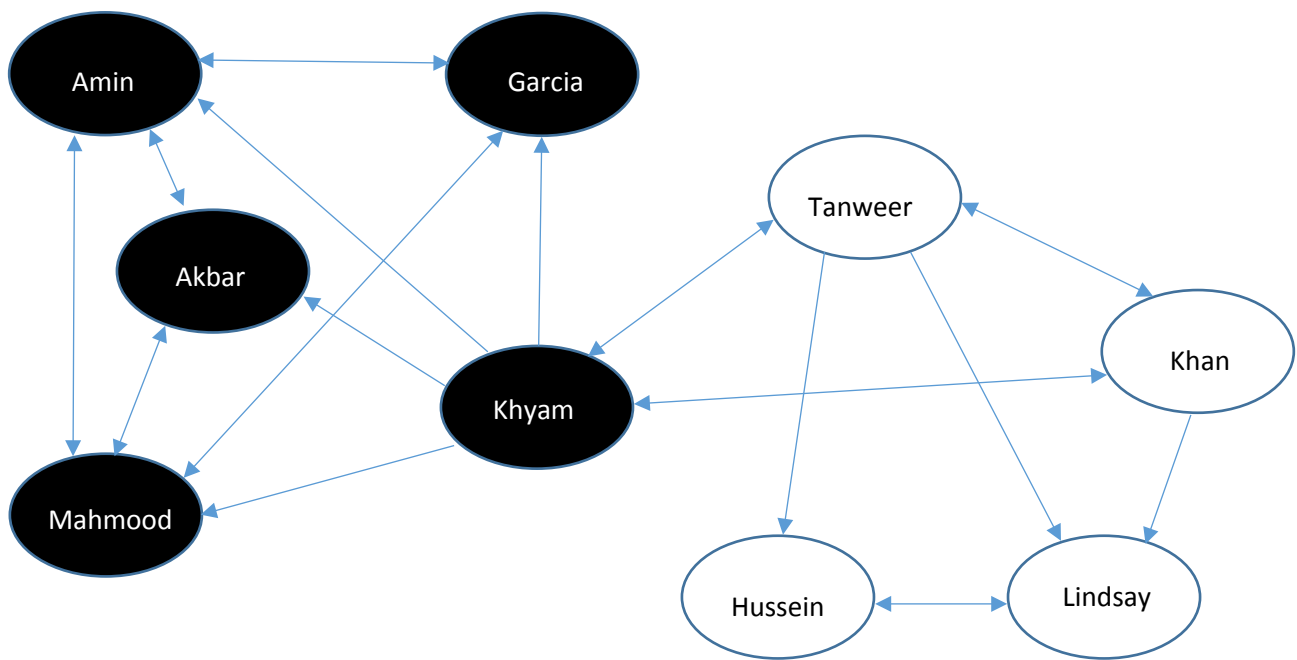 Amin
Garcia
Tanweer
Akbar
Khan
Khyam
Mahmood
Hussein
Lindsay